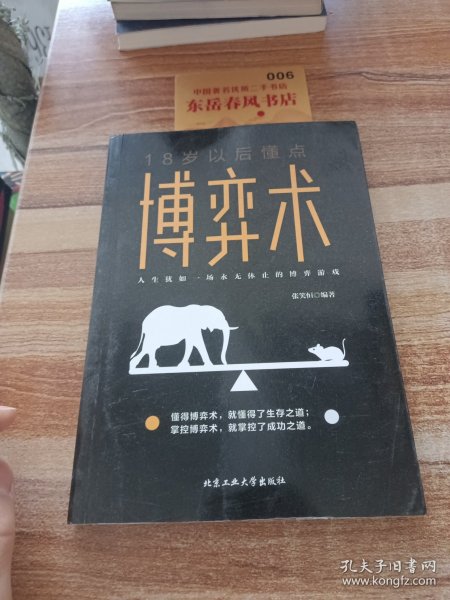 006
中国著名优质二手书店
东岳春风书店
18岁以后懂点
博弈术
人生犹如一场永无休止的博弈游戏
张笑恒◎编著
懂得博弈术，就懂得了生存之道；
掌控博弈术，就掌控了成功之道。
北京工业大学出版社
孔夫子旧书网
www.kongfz.com